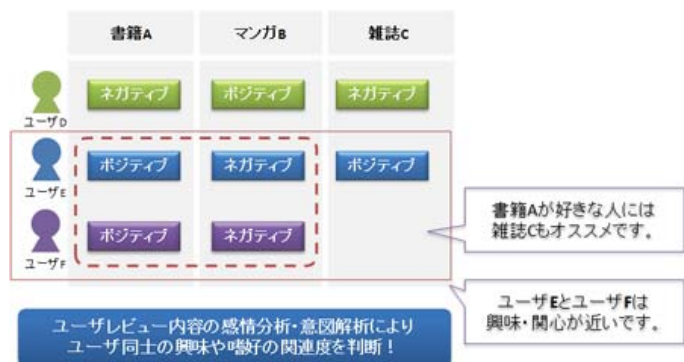 書籍A マンガB 雑誌C
ユーザD ネガティブ ポジティブ ネガティブ
ユーザE ポジティブ ネガティブ ポジティブ
ユーザF ポジティブ ネガティブ
書籍Aが好きな人には
雑誌Cもオススメです。
ユーザEとユーザFは
興味・関心が近いです。
ユーザレビュー内容の感情分析・意図解析により
ユーザ同士の興味や嗜好の関連度を判断！